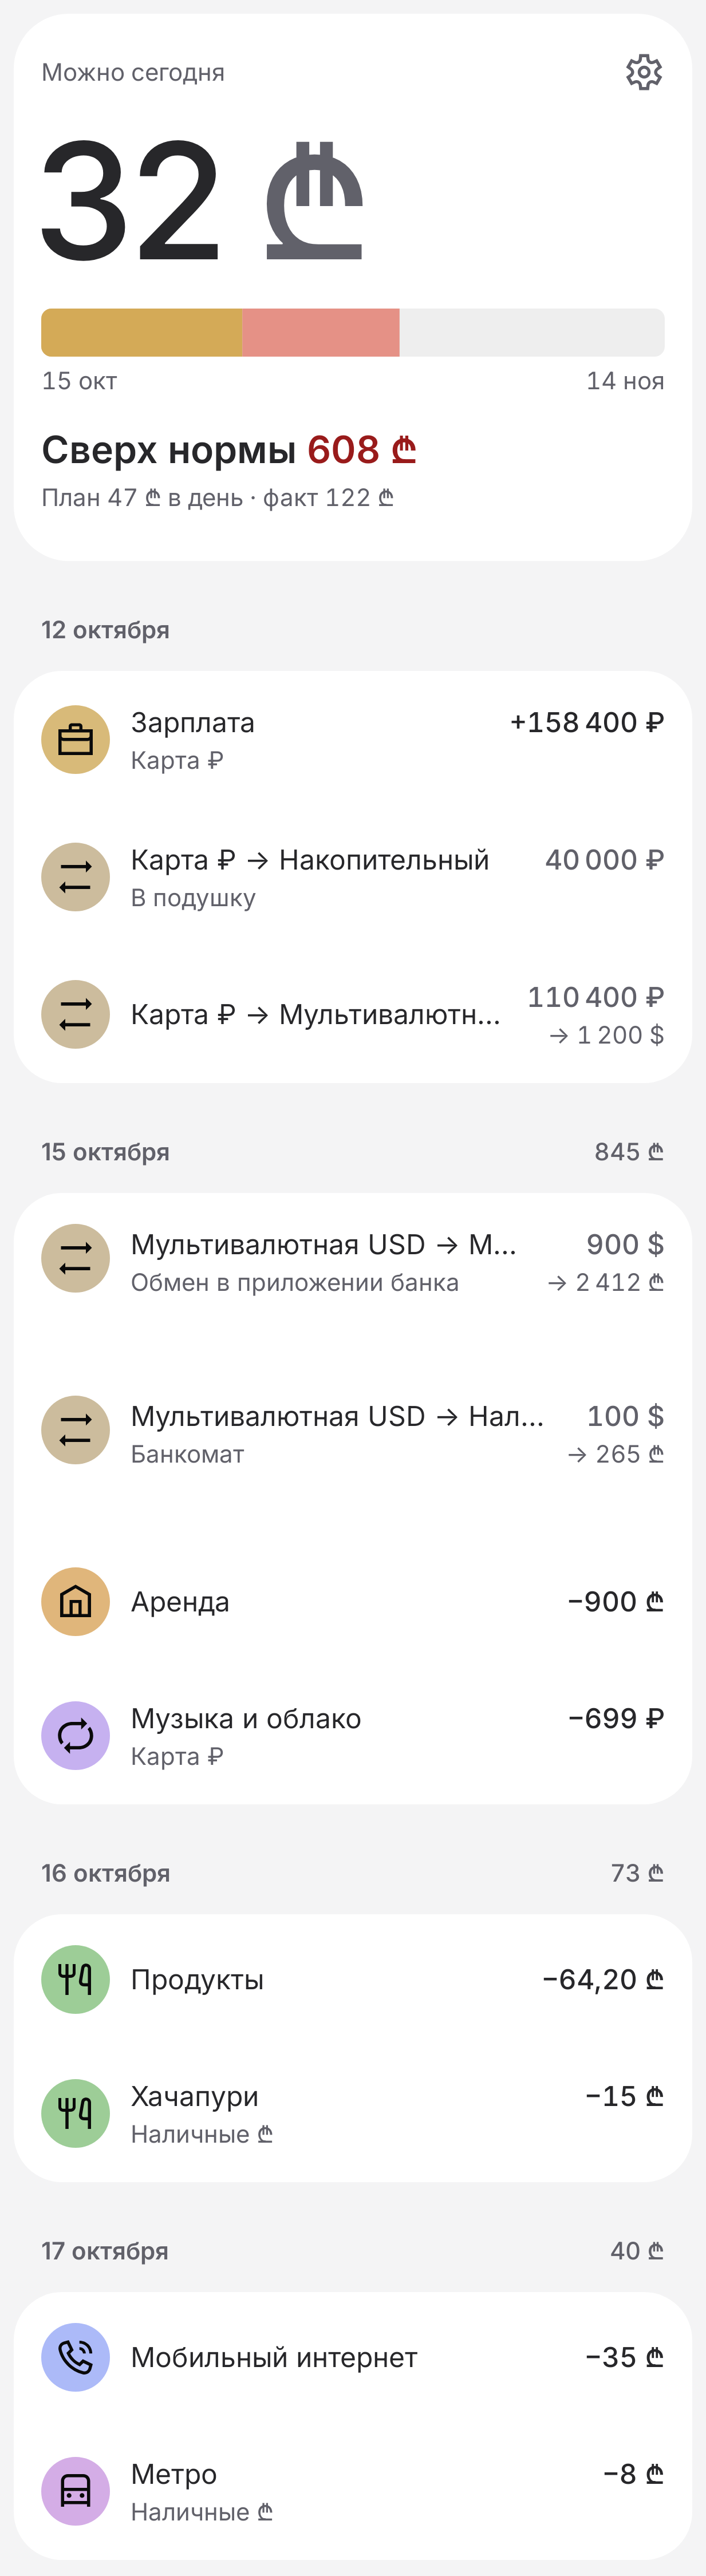 Можно сегодня
32 ₾
15 окт 14 ноя
Сверх нормы 608 ₾
План 47 ₾ в день · факт 122 ₾
12 октября
Зарплата +158 400 ₽
Карта ₽
Карта ₽ → Накопительный 40 000 ₽
В подушку
Карта ₽ → Мультивалютн... 110 400 ₽
→ 1 200 $
15 октября 845 ₾
Мультивалютная USD → М... 900 $
Обмен в приложении банка → 2 412 ₾
Мультивалютная USD → Нал... 100 $
Банкомат → 265 ₾
Аренда −900 ₾
Музыка и облако −699 ₽
Карта ₽
16 октября 73 ₾
Продукты −64,20 ₾
Хачапури −15 ₾
Наличные ₾
17 октября 40 ₾
Мобильный интернет −35 ₾
Метро −8 ₾
Наличные ₾